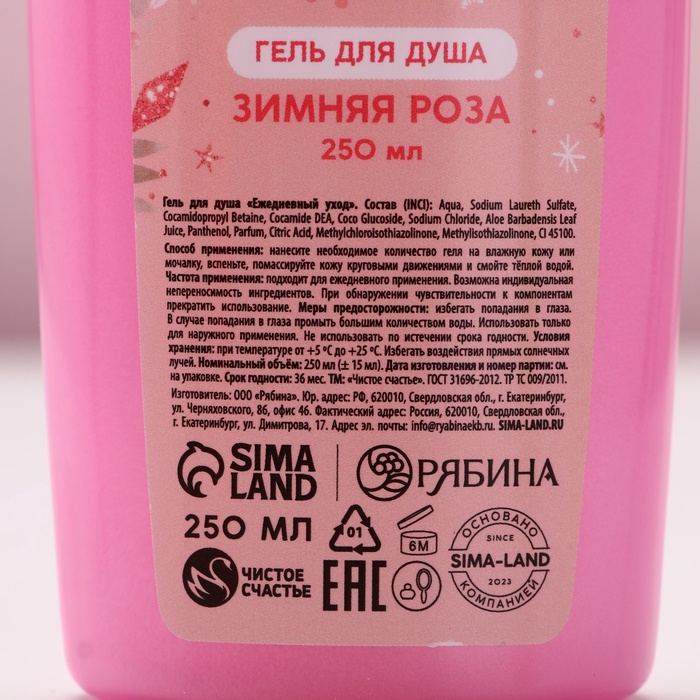 ГЕЛЬ ДЛЯ ДУША
ЗИМНЯЯ РОЗА
250 мл
Гель для душа «Ежедневный уход». Состав (INCI): Aqua, Sodium Laureth Sulfate,
Cocamidopropyl Betaine, Cocamide DEA, Coco Glucoside, Sodium Chloride, Aloe Barbadensis Leaf
Juice, Panthenol, Parfum, Citric Acid, Methylchloroisothiazolinone, Methylisothiazolinone, CI 45100.
Способ применения: нанесите необходимое количество геля на влажную кожу или
мочалку, вспеньте, помассируйте кожу круговыми движениями и смойте тёплой водой.
Частота применения: подходит для ежедневного применения. Возможна индивидуальная
непереносимость ингредиентов. При обнаружении чувствительности к компонентам
прекратить использование. Меры предосторожности: избегать попадания в глаза.
В случае попадания в глаза промыть большим количеством воды. Использовать только
для наружного применения. Не использовать по истечении срока годности. Условия
хранения: при температуре от +5 °C до +25 °C. Избегать воздействия прямых солнечных
лучей. Номинальный объём: 250 мл (± 15 мл). Дата изготовления и номер партии: см.
на упаковке. Срок годности: 36 мес. ТМ: «Чистое счастье». ГОСТ 31696-2012. ТР ТС 009/2011.
Изготовитель: ООО «Рябина». Юр. адрес: РФ, 620010, Свердловская обл., г. Екатеринбург,
ул. Черняховского, 86, офис 46. Фактический адрес: Россия, 620010, Свердловская обл.,
г. Екатеринбург, ул. Димитрова, 17. Адрес эл. почты: info@ryabinaekb.ru. SIMA-LAND.RU
SIMA
LAND
РЯБИНА
250 МЛ
01
6M
ЧИСТОЕ
СЧАСТЬЕ
EAC
ОСНОВАНО
SINCE
SIMA-LAND
2023
КОМПАНИЕЙ